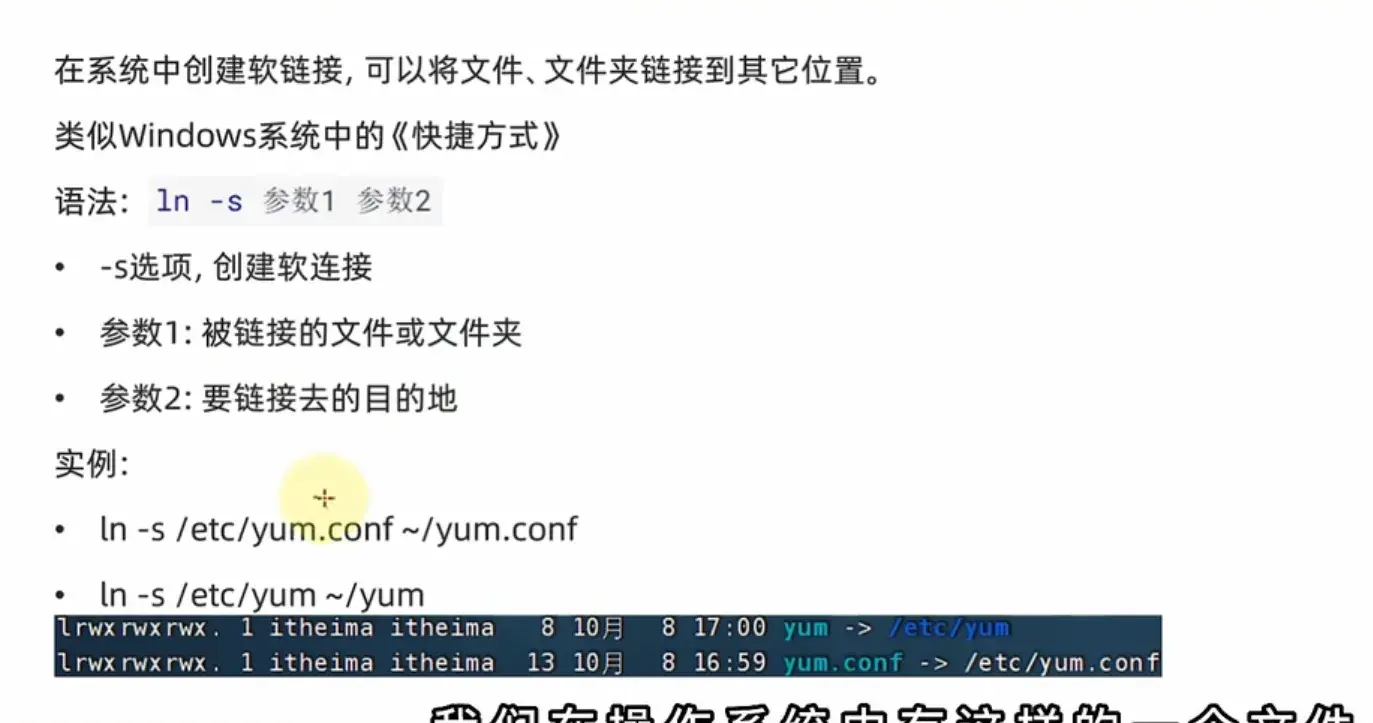 在系统中创建软链接, 可以将文件、文件夹链接到其它位置。
类似Windows系统中的《快捷方式》
语法: ln -s 参数1 参数2
• -s选项, 创建软连接
• 参数1: 被链接的文件或文件夹
• 参数2: 要链接去的目的地
实例:
• ln -s /etc/yum.conf ~/yum.conf
• ln -s /etc/yum ~/yum
lrwxrwxrwx. 1 itheima itheima 8 10月 8 17:00 yum -> /etc/yum
lrwxrwxrwx. 1 itheima itheima 13 10月 8 16:59 yum.conf -> /etc/yum.conf
我们在操作系统中有这样的一个文件